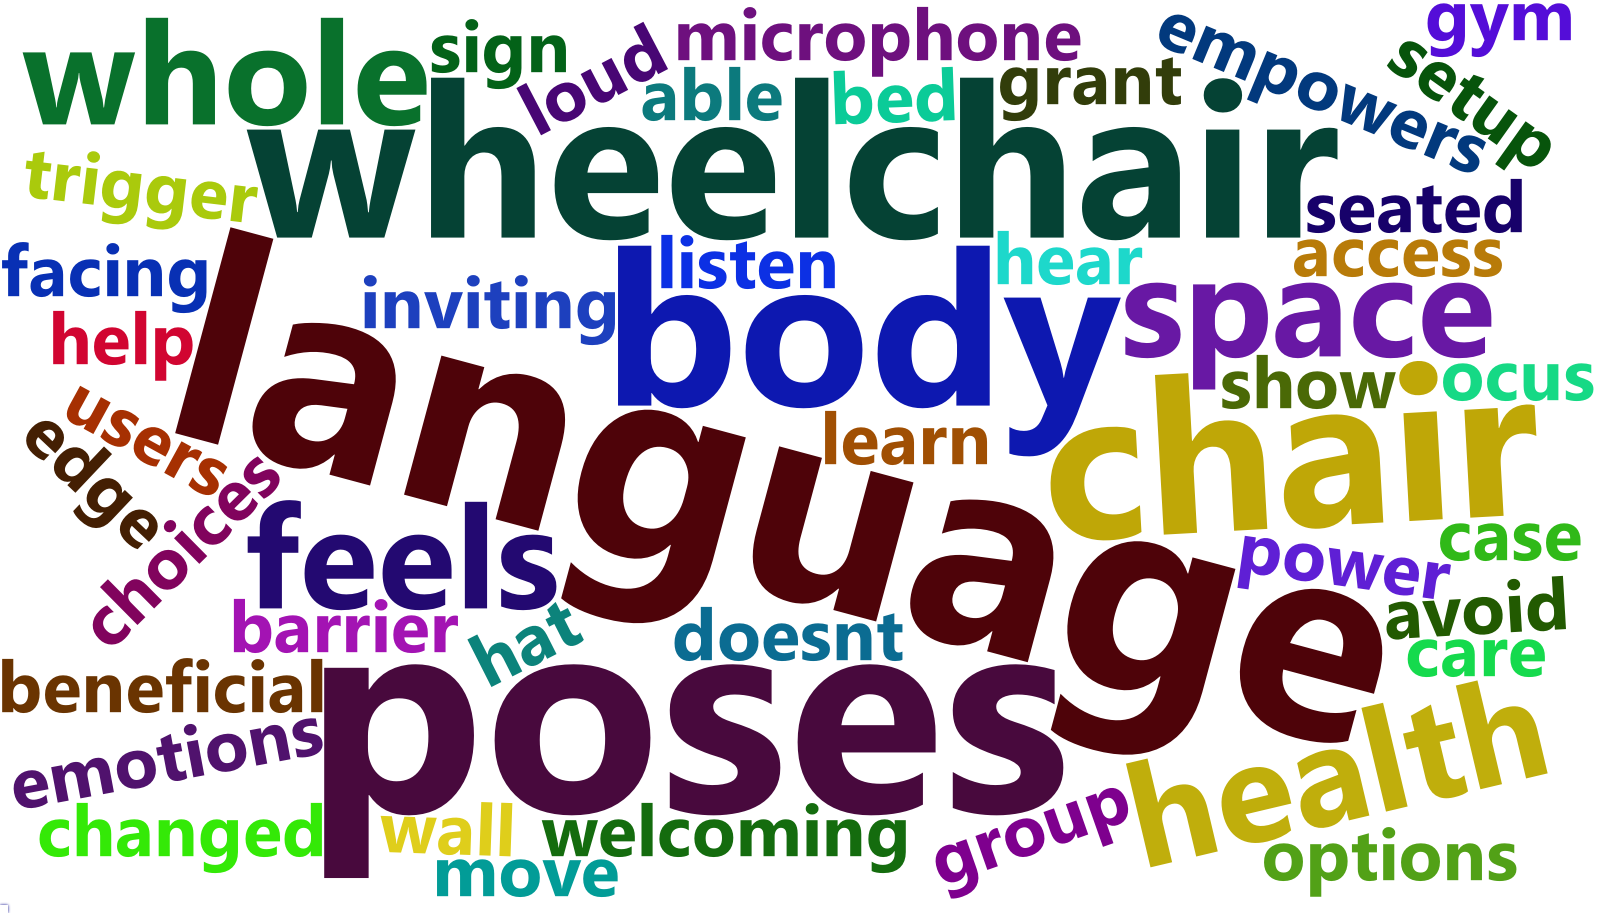 whole
sign
loud
microphone
empowers
gym
setup
able
bed
grant
wheelchair
trigger
seated
facing
listen
hear
access
inviting
body
space
help
language
show
ocus
users
learn
chair
edge
choices
feels
power
case
barrier
hat
doesnt
avoid
care
beneficial
poses
emotions
health
changed
wall
welcoming
group
move
options